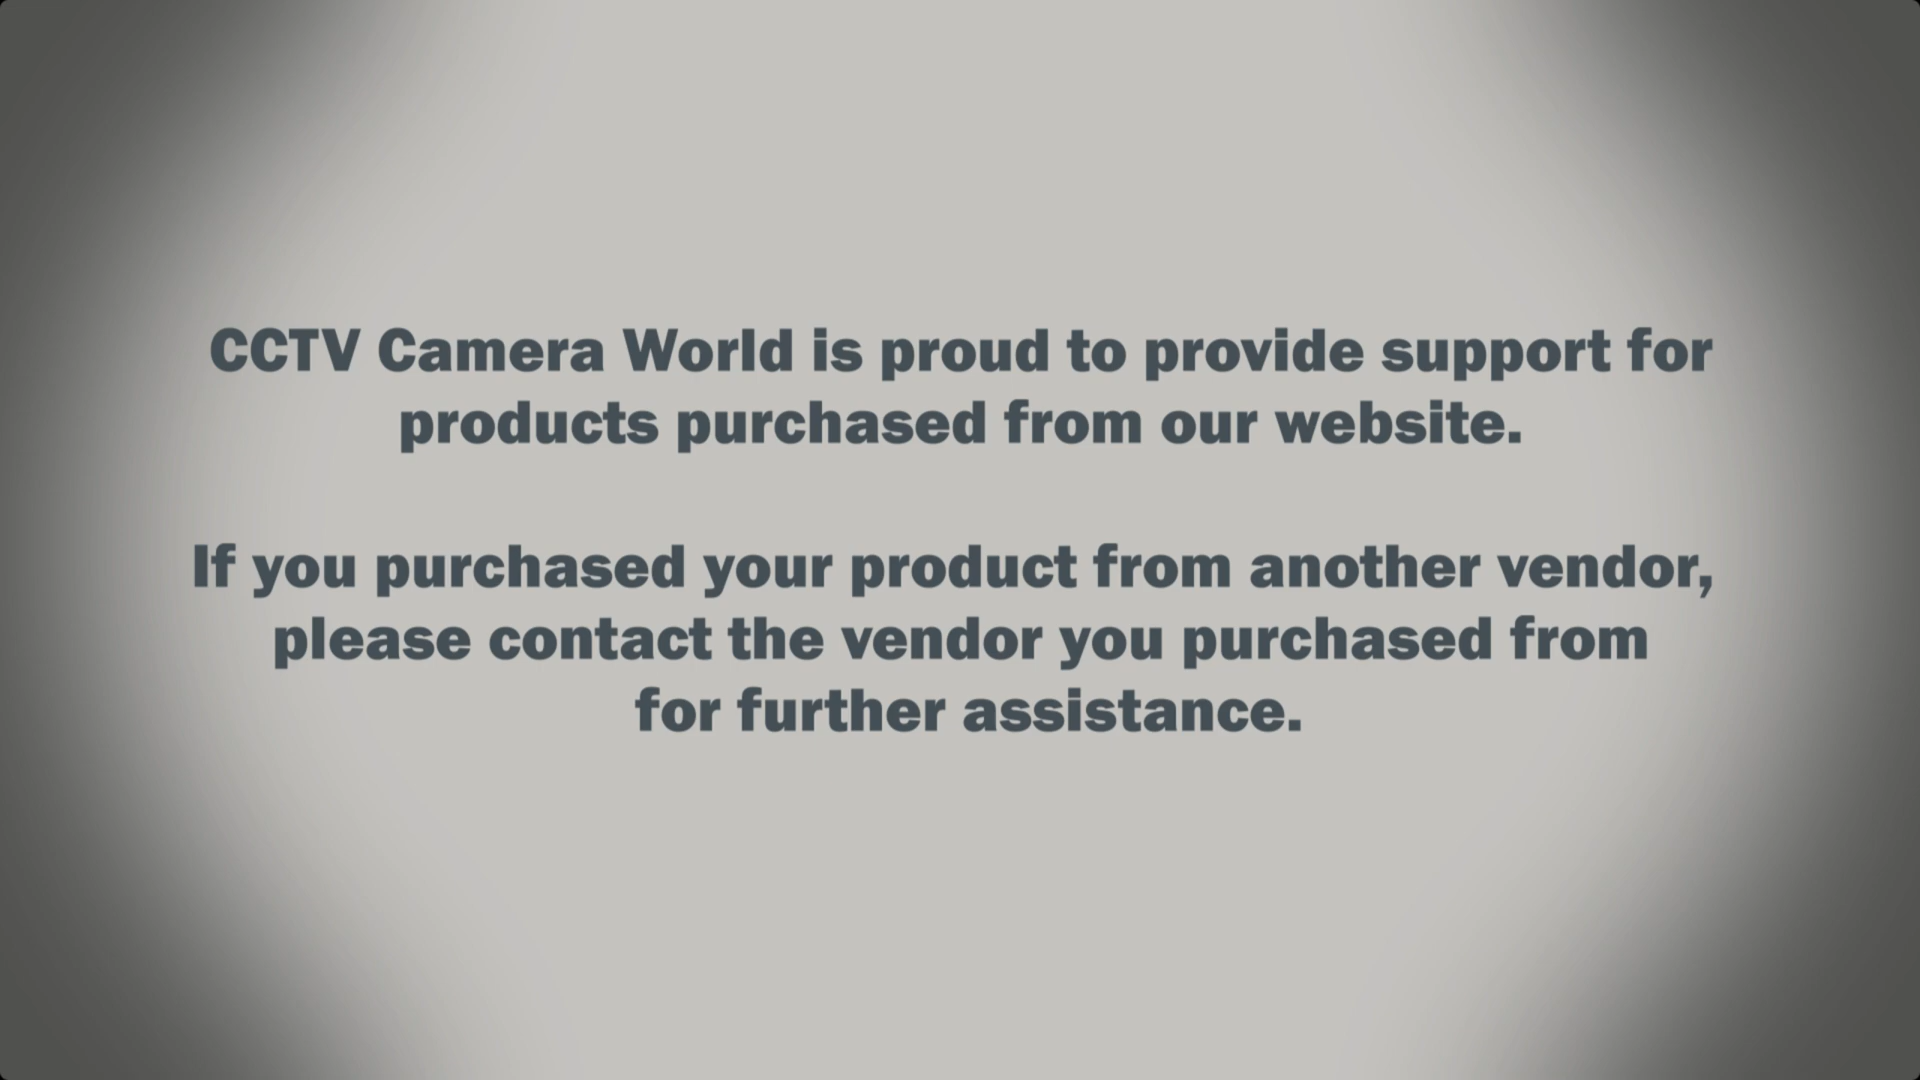 CCTV Camera World is proud to provide support for
products purchased from our website.
If you purchased your product from another vendor,
please contact the vendor you purchased from
for further assistance.